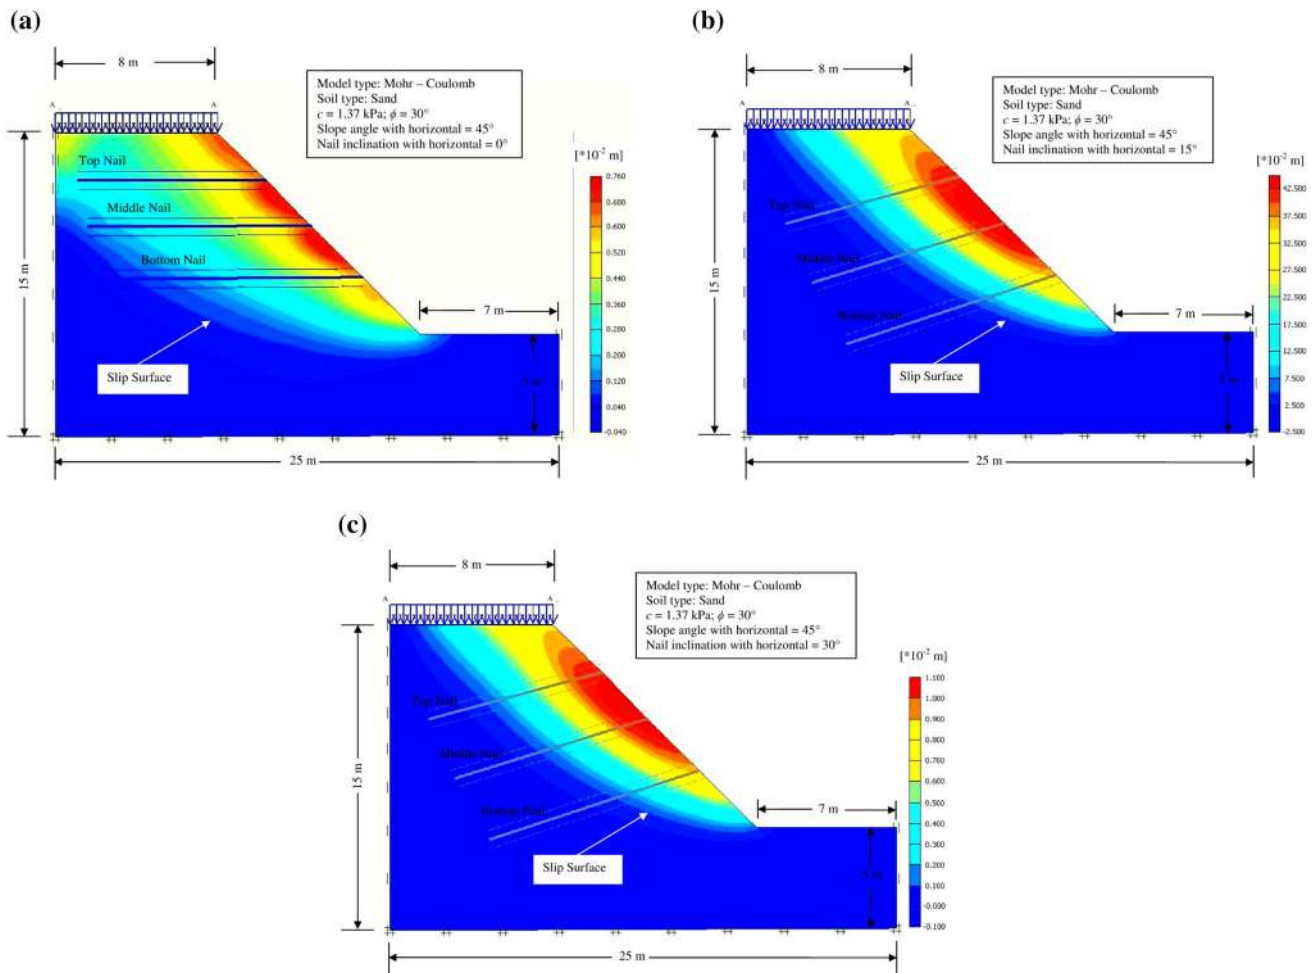 (a)
8 m
Model type: Mohr – Coulomb
Soil type: Sand
c = 1.37 kPa; ϕ = 30°
Slope angle with horizontal = 45°
Nail inclination with horizontal = 0°
A
A
[*10⁻² m]
0.760
0.600
0.520
0.440
0.360
0.280
0.200
0.120
0.040
-0.040
Top Nail
Middle Nail
Bottom Nail
15 m
7 m
Slip Surface
25 m
(b)
8 m
Model type: Mohr – Coulomb
Soil type: Sand
c = 1.37 kPa; ϕ = 30°
Slope angle with horizontal = 45°
Nail inclination with horizontal = 15°
A
A
[*10⁻² m]
42.500
37.500
32.500
27.500
22.500
17.500
12.500
7.500
2.500
-2.500
Top Nail
Middle Nail
Bottom Nail
15 m
7 m
Slip Surface
25 m
(c)
8 m
Model type: Mohr – Coulomb
Soil type: Sand
c = 1.37 kPa; ϕ = 30°
Slope angle with horizontal = 45°
Nail inclination with horizontal = 30°
A
A
[*10⁻² m]
1.100
0.900
0.800
0.700
0.600
0.500
0.400
0.300
0.200
0.100
-0.000
-0.100
Top Nail
Middle Nail
Bottom Nail
15 m
7 m
Slip Surface
25 m